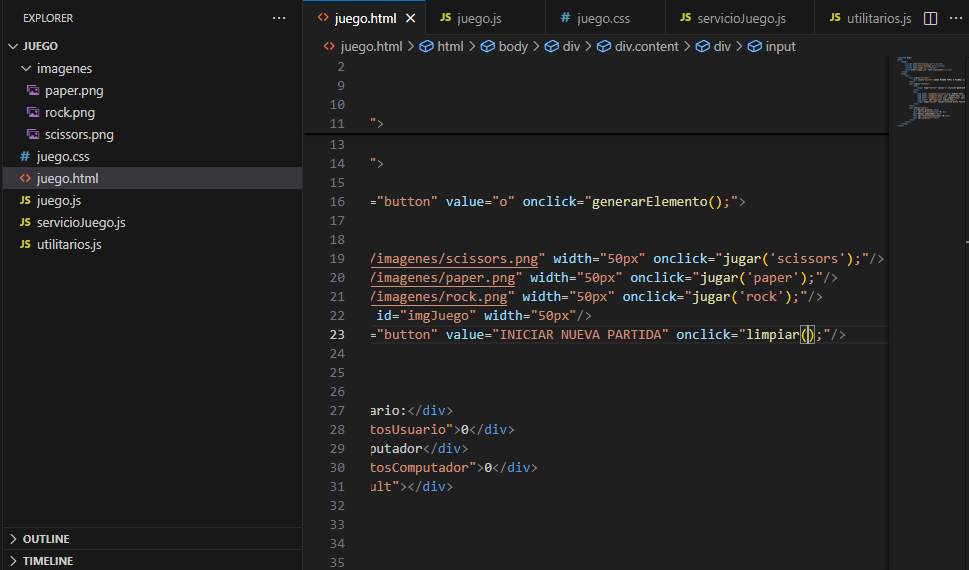 EXPLORER
JUEGO
imagenes
paper.png
rock.png
scissors.png
juego.css
juego.html
JS juego.js
JS servicioJuego.js
JS utilitarios.js
OUTLINE
TIMELINE
juego.html
JS juego.js
# juego.css
JS servicioJuego.js
JS utilitarios.js
juego.html > html > body > div > div.content > div > input
2
9
10
11 ">
13
14 ">
15
16 ="button" value="o" onclick="generarElemento();">
17
18
19 /imagenes/scissors.png" width="50px" onclick="jugar('scissors');"/>
20 /imagenes/paper.png" width="50px" onclick="jugar('paper');"/>
21 /imagenes/rock.png" width="50px" onclick="jugar('rock');"/>
22 id="imgJuego" width="50px"/>
23 ="button" value="INICIAR NUEVA PARTIDA" onclick="limpiar();"/>
24
25
26
27 ario:</div>
28 tosUsuario">0</div>
29 putador</div>
30 tosComputador">0</div>
31 ult"></div>
32
33
34
35